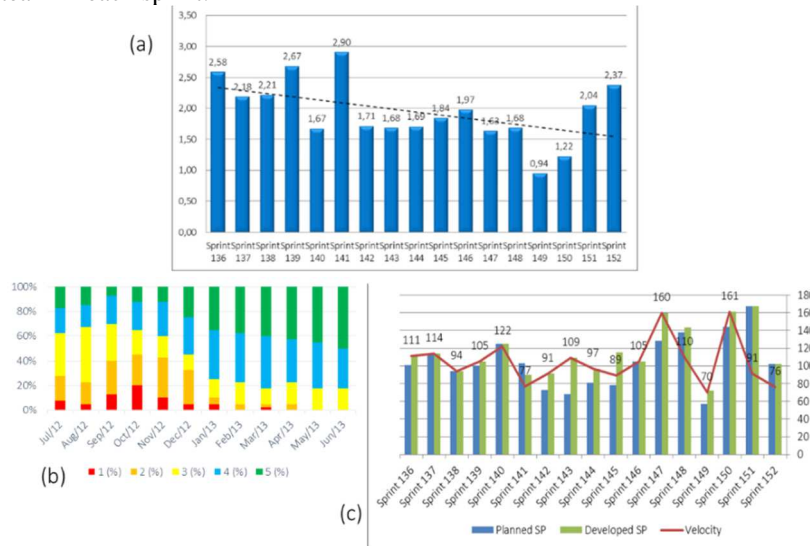 (a)
3,50
3,00
2,50
2,00
1,50
1,00
0,50
0,00
2,58 2,18 2,21 2,67 1,67 2,90 1,71 1,68 1,69 1,84 1,97 1,63 1,68 0,94 1,22 2,04 2,37
Sprint Sprint Sprint Sprint Sprint Sprint Sprint Sprint Sprint Sprint Sprint Sprint Sprint Sprint Sprint Sprint Sprint
136 137 138 139 140 141 142 143 144 145 146 147 148 149 150 151 152
100%
80%
60%
40%
20%
0%
Jul/12 Aug/12 Sep/12 Oct/12 Nov/12 Dec/12 Jan/13 Feb/13 Mar/13 Apr/13 May/13 Jun/13
(b)
1 (%) 2 (%) 3 (%) 4 (%) 5 (%)
180
160
140
120
100
80
60
40
20
0
111 114 94 105 122 77 91 109 97 89 105 160 110 70 161 91 76
Sprint 136 Sprint 137 Sprint 138 Sprint 139 Sprint 140 Sprint 141 Sprint 142 Sprint 143 Sprint 144 Sprint 145 Sprint 146 Sprint 147 Sprint 148 Sprint 149 Sprint 150 Sprint 151 Sprint 152
(c)
Planned SP Developed SP Velocity